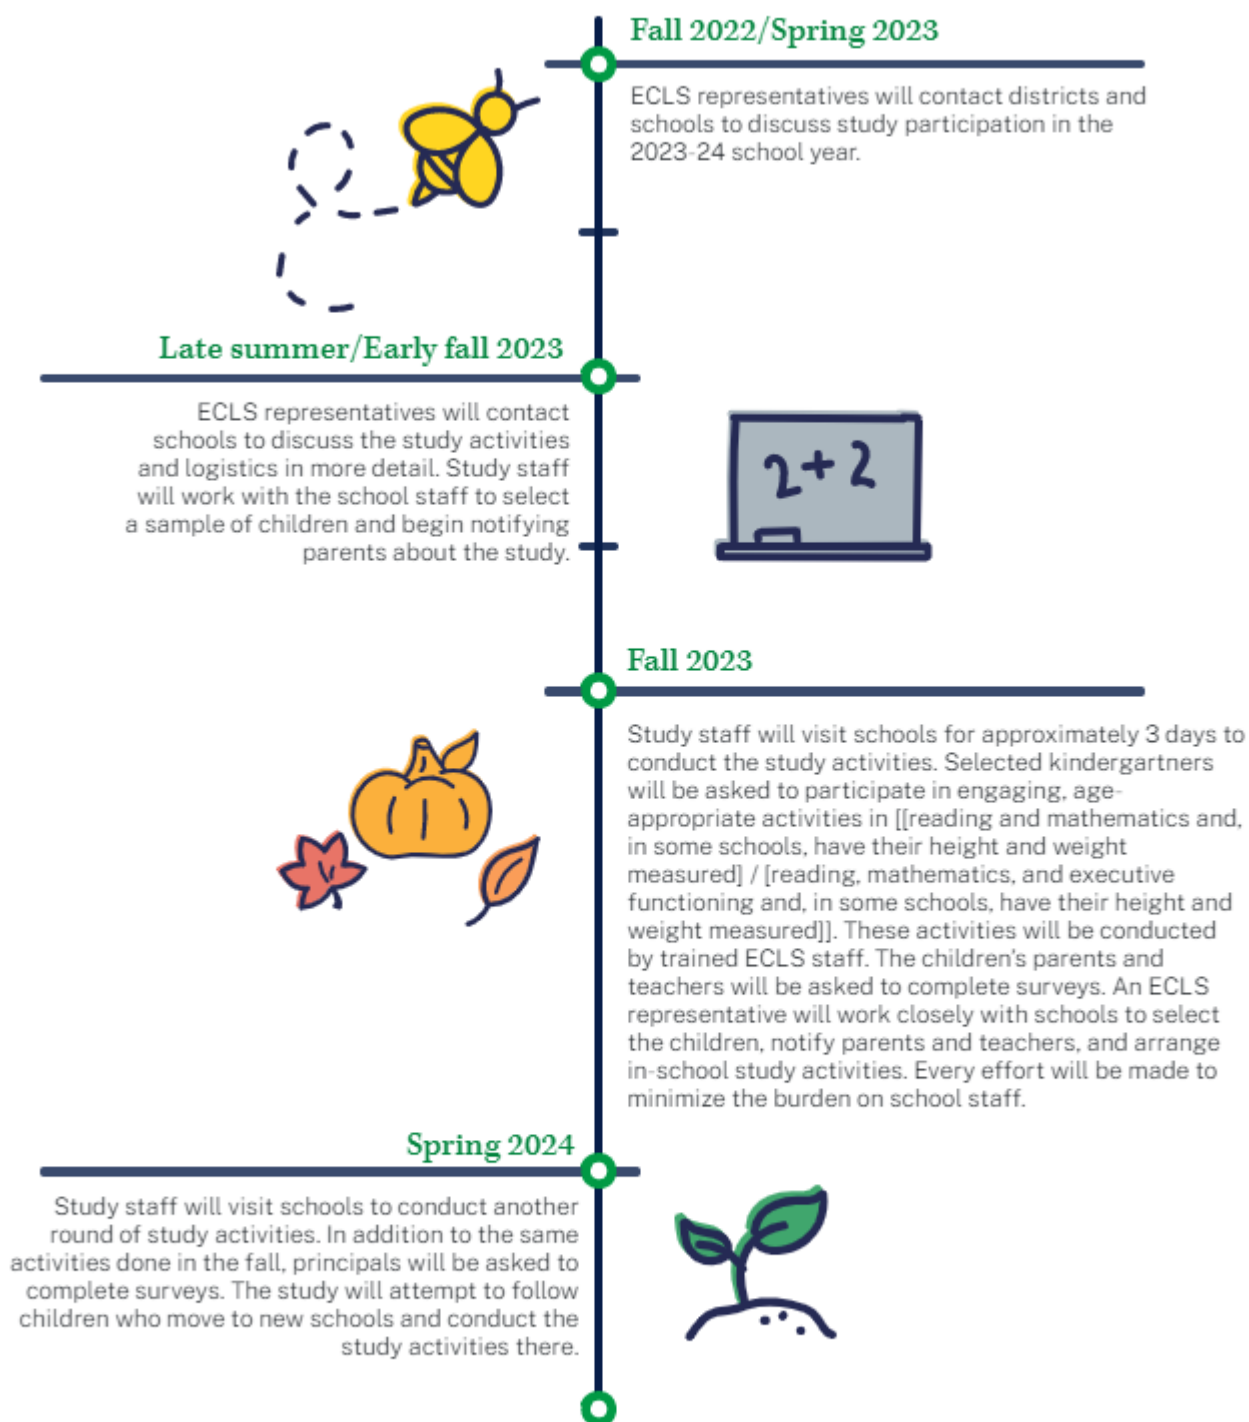 Fall 2022/Spring 2023
ECLS representatives will contact districts and
schools to discuss study participation in the
2023-24 school year.
Late summer/Early fall 2023
ECLS representatives will contact
schools to discuss the study activities
and logistics in more detail. Study staff
will work with the school staff to select
a sample of children and begin notifying
parents about the study.
2+2
Fall 2023
Study staff will visit schools for approximately 3 days to
conduct the study activities. Selected kindergartners
will be asked to participate in engaging, age-
appropriate activities in [[reading and mathematics and,
in some schools, have their height and weight
measured] / [reading, mathematics, and executive
functioning and, in some schools, have their height and
weight measured]]. These activities will be conducted
by trained ECLS staff. The children's parents and
teachers will be asked to complete surveys. An ECLS
representative will work closely with schools to select
the children, notify parents and teachers, and arrange
in-school study activities. Every effort will be made to
minimize the burden on school staff.
Spring 2024
Study staff will visit schools to conduct another
round of study activities. In addition to the same
activities done in the fall, principals will be asked to
complete surveys. The study will attempt to follow
children who move to new schools and conduct the
study activities there.